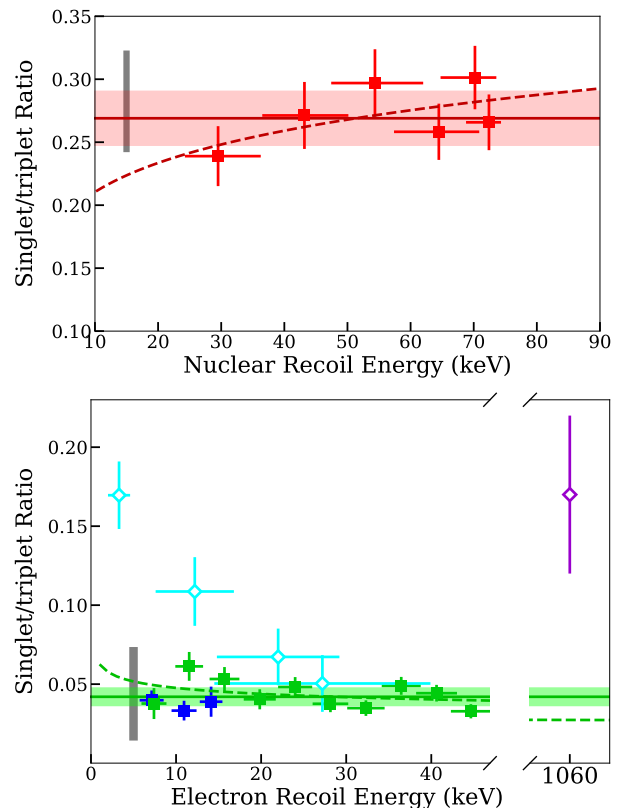 0.35
0.30
0.25
0.20
0.15
0.10
Singlet/triplet Ratio
10 20 30 40 50 60 70 80 90
Nuclear Recoil Energy (keV)
0.20
0.15
0.10
0.05
Singlet/triplet Ratio
0 10 20 30 40 1060
Electron Recoil Energy (keV)